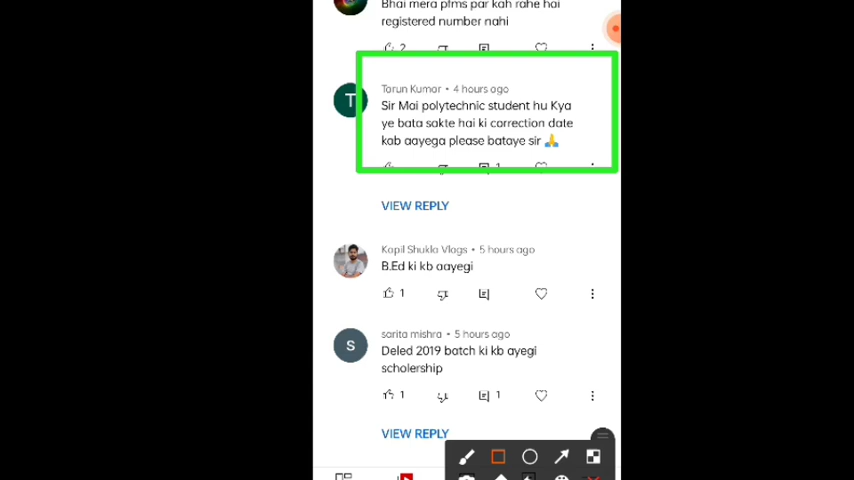 Bhai mera pfms par kah rahe hai
registered number nahi
2
Tarun Kumar • 4 hours ago
T
Sir Mai polytechnic student hu Kya
ye bata sakte hai ki correction date
kab aayega please bataye sir 🙏
1
VIEW REPLY
Kapil Shukla Vlogs • 5 hours ago
B.Ed ki kb aayegi
1
sarita mishra • 5 hours ago
s
Deled 2019 batch ki kb ayegi
scholership
1 1
VIEW REPLY